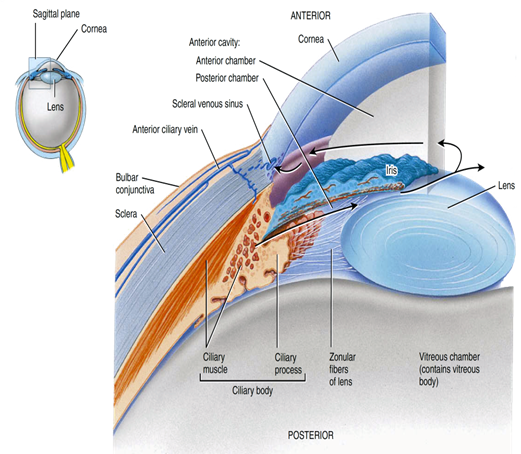 Sagittal plane
Cornea
Lens
ANTERIOR
Cornea
Anterior cavity:
Anterior chamber
Posterior chamber
Scleral venous sinus
Anterior ciliary vein
Bulbar
conjunctiva
Sclera
Iris
Lens
Ciliary
muscle
Ciliary
process
Ciliary body
Zonular
fibers
of lens
Vitreous chamber
(contains vitreous
body)
POSTERIOR